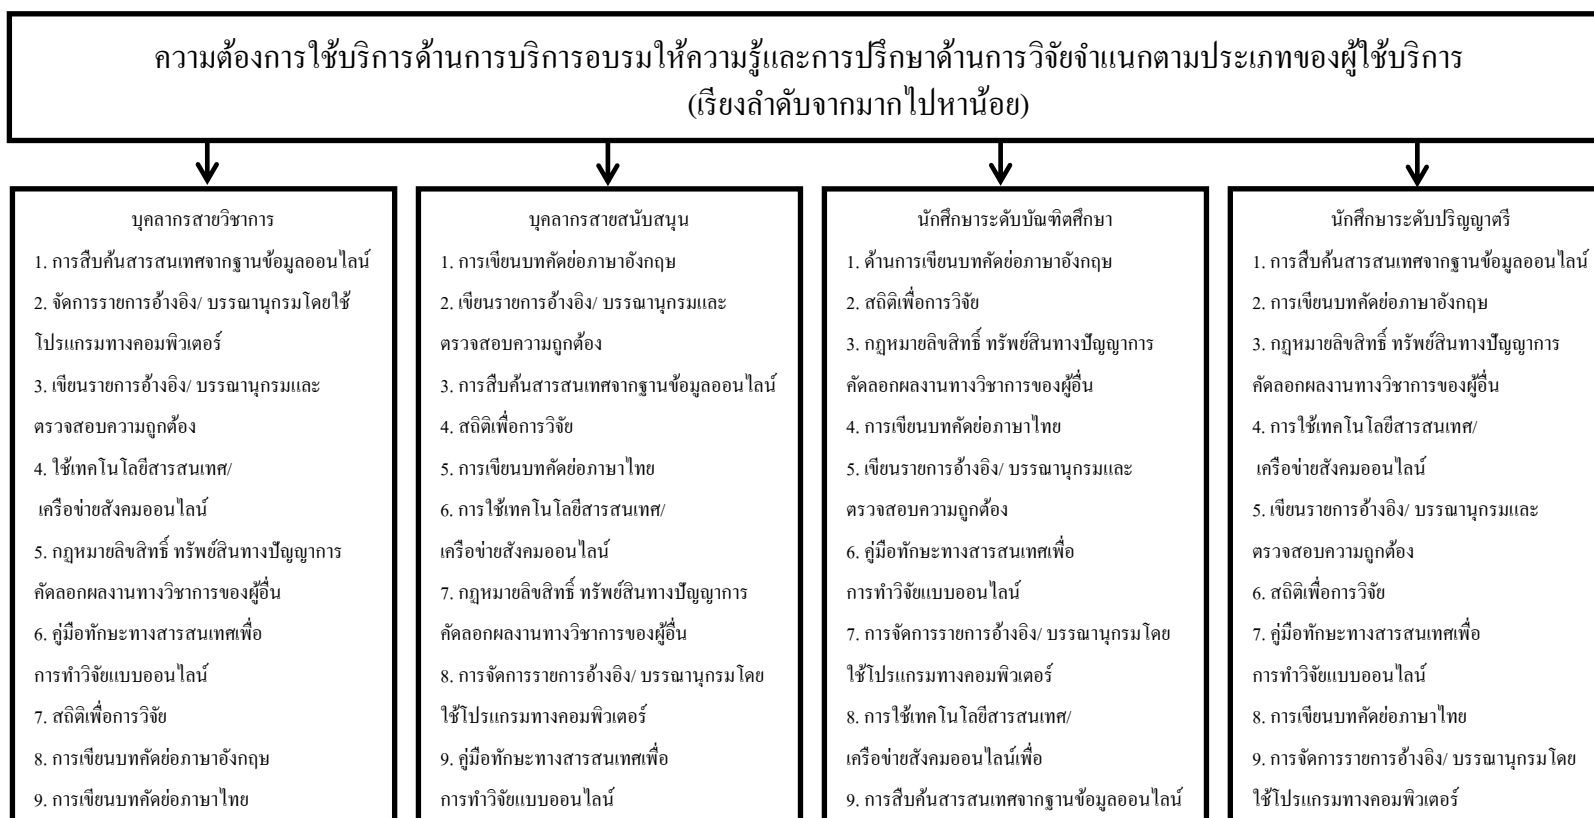 ความต้องการใช้บริการด้านการบริการอบรมให้ความรู้และการปรึกษาด้านการวิจัยจำแนกตามประเภทของผู้ใช้บริการ
(เรียงลำดับจากมากไปหาน้อย)
บุคลากรสายวิชาการ
1. การสืบค้นสารสนเทศจากฐานข้อมูลออนไลน์
2. จัดการรายการอ้างอิง/ บรรณานุกรมโดยใช้
โปรแกรมทางคอมพิวเตอร์
3. เขียนรายการอ้างอิง/ บรรณานุกรมและ
ตรวจสอบความถูกต้อง
4. ใช้เทคโนโลยีสารสนเทศ/
เครือข่ายสังคมออนไลน์
5. กฎหมายลิขสิทธิ์ ทรัพย์สินทางปัญญาการ
คัดลอกผลงานทางวิชาการของผู้อื่น
6. คู่มือทักษะทางสารสนเทศเพื่อ
การทำวิจัยแบบออนไลน์
7. สถิติเพื่อการวิจัย
8. การเขียนบทคัดย่อภาษาอังกฤษ
9. การเขียนบทคัดย่อภาษาไทย
บุคลากรสายสนับสนุน
1. การเขียนบทคัดย่อภาษาอังกฤษ
2. เขียนรายการอ้างอิง/ บรรณานุกรมและ
ตรวจสอบความถูกต้อง
3. การสืบค้นสารสนเทศจากฐานข้อมูลออนไลน์
4. สถิติเพื่อการวิจัย
5. การเขียนบทคัดย่อภาษาไทย
6. การใช้เทคโนโลยีสารสนเทศ/
เครือข่ายสังคมออนไลน์
7. กฎหมายลิขสิทธิ์ ทรัพย์สินทางปัญญาการ
คัดลอกผลงานทางวิชาการของผู้อื่น
8. การจัดการรายการอ้างอิง/ บรรณานุกรมโดย
ใช้โปรแกรมทางคอมพิวเตอร์
9. คู่มือทักษะทางสารสนเทศเพื่อ
การทำวิจัยแบบออนไลน์
นักศึกษาระดับบัณฑิตศึกษา
1. ด้านการเขียนบทคัดย่อภาษาอังกฤษ
2. สถิติเพื่อการวิจัย
3. กฎหมายลิขสิทธิ์ ทรัพย์สินทางปัญญาการ
คัดลอกผลงานทางวิชาการของผู้อื่น
4. การเขียนบทคัดย่อภาษาไทย
5. เขียนรายการอ้างอิง/ บรรณานุกรมและ
ตรวจสอบความถูกต้อง
6. คู่มือทักษะทางสารสนเทศเพื่อ
การทำวิจัยแบบออนไลน์
7. การจัดการรายการอ้างอิง/ บรรณานุกรมโดย
ใช้โปรแกรมทางคอมพิวเตอร์
8. การใช้เทคโนโลยีสารสนเทศ/
เครือข่ายสังคมออนไลน์เพื่อ
9. การสืบค้นสารสนเทศจากฐานข้อมูลออนไลน์
นักศึกษาระดับปริญญาตรี
1. การสืบค้นสารสนเทศจากฐานข้อมูลออนไลน์
2. การเขียนบทคัดย่อภาษาอังกฤษ
3. กฎหมายลิขสิทธิ์ ทรัพย์สินทางปัญญาการ
คัดลอกผลงานทางวิชาการของผู้อื่น
4. การใช้เทคโนโลยีสารสนเทศ/
เครือข่ายสังคมออนไลน์
5. เขียนรายการอ้างอิง/ บรรณานุกรมและ
ตรวจสอบความถูกต้อง
6. สถิติเพื่อการวิจัย
7. คู่มือทักษะทางสารสนเทศเพื่อ
การทำวิจัยแบบออนไลน์
8. การเขียนบทคัดย่อภาษาไทย
9. การจัดการรายการอ้างอิง/ บรรณานุกรมโดย
ใช้โปรแกรมทางคอมพิวเตอร์